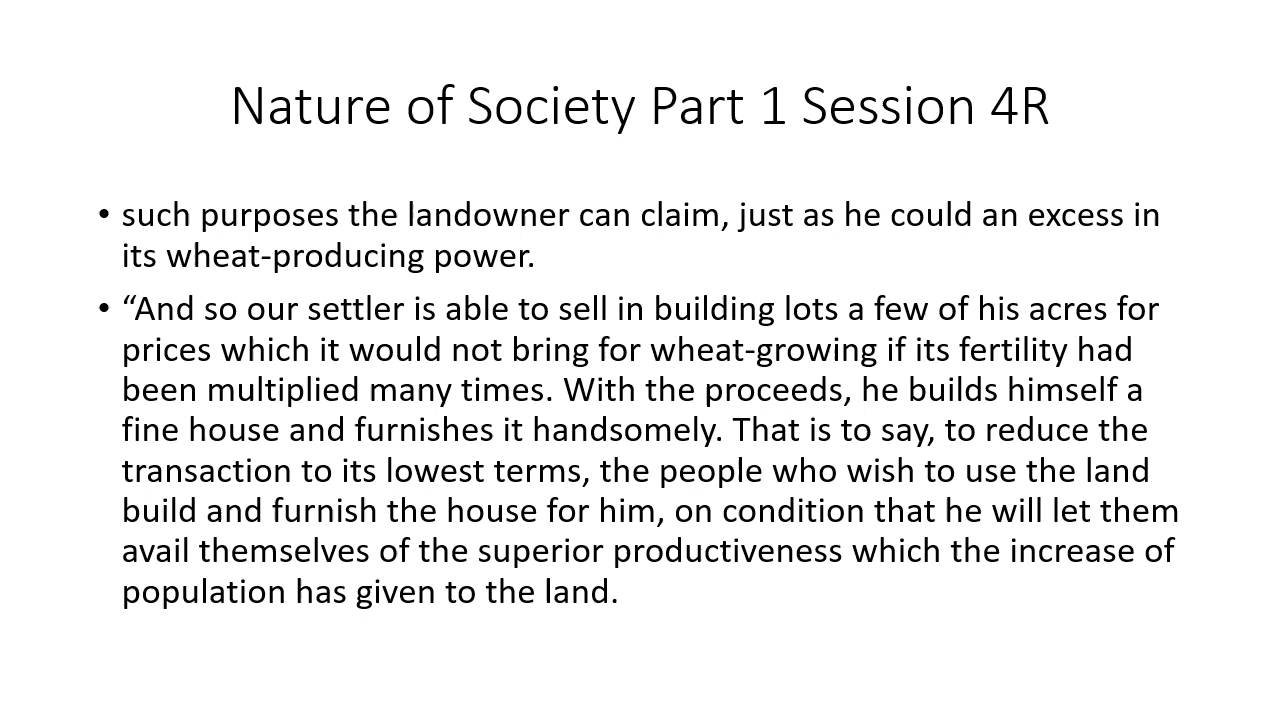 Nature of Society Part 1 Session 4R
• such purposes the landowner can claim, just as he could an excess in
its wheat-producing power.
• “And so our settler is able to sell in building lots a few of his acres for
prices which it would not bring for wheat-growing if its fertility had
been multiplied many times. With the proceeds, he builds himself a
fine house and furnishes it handsomely. That is to say, to reduce the
transaction to its lowest terms, the people who wish to use the land
build and furnish the house for him, on condition that he will let them
avail themselves of the superior productiveness which the increase of
population has given to the land.